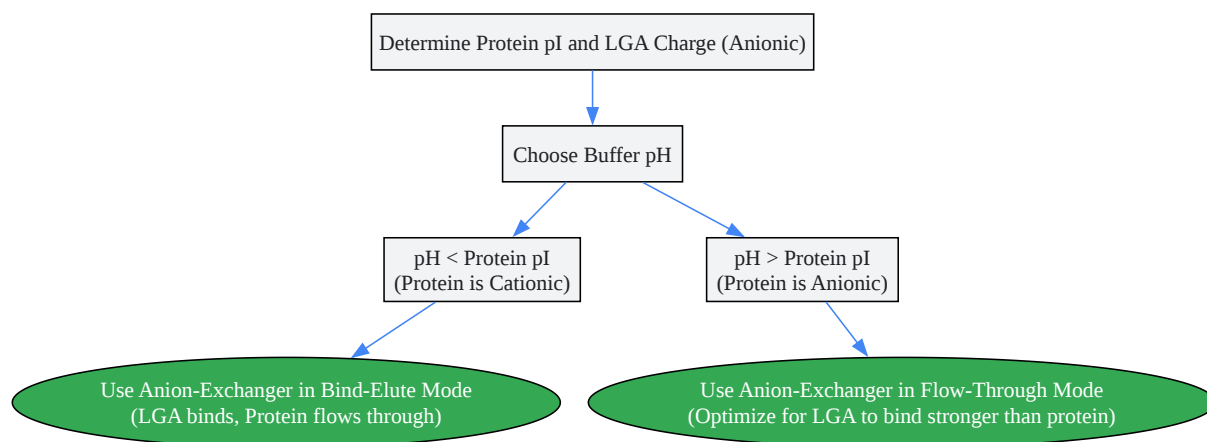 Determine Protein pI and LGA Charge (Anionic)
Choose Buffer pH
pH < Protein pI
(Protein is Cationic)
pH > Protein pI
(Protein is Anionic)
Use Anion-Exchanger in Bind-Elute Mode
(LGA binds, Protein flows through)
Use Anion-Exchanger in Flow-Through Mode
(Optimize for LGA to bind stronger than protein)